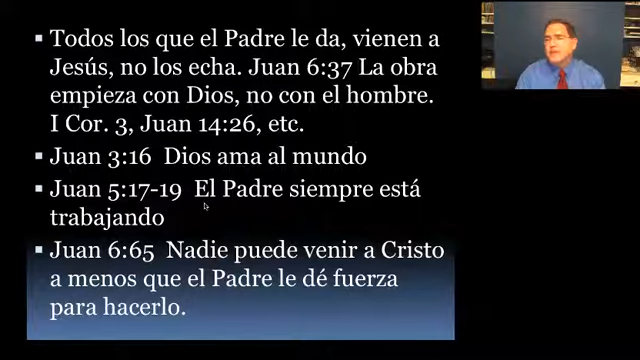 Todos los que el Padre le da, vienen a
Jesús, no los echa. Juan 6:37 La obra
empieza con Dios, no con el hombre.
I Cor. 3, Juan 14:26, etc.
Juan 3:16 Dios ama al mundo
Juan 5:17-19 El Padre siempre está
trabajando
Juan 6:65 Nadie puede venir a Cristo
a menos que el Padre le dé fuerza
para hacerlo.